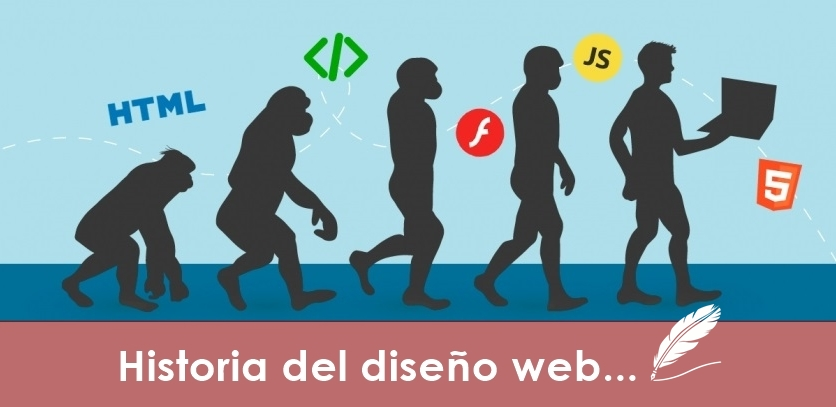 HTML
</>
JS
5
Historia del diseño web...